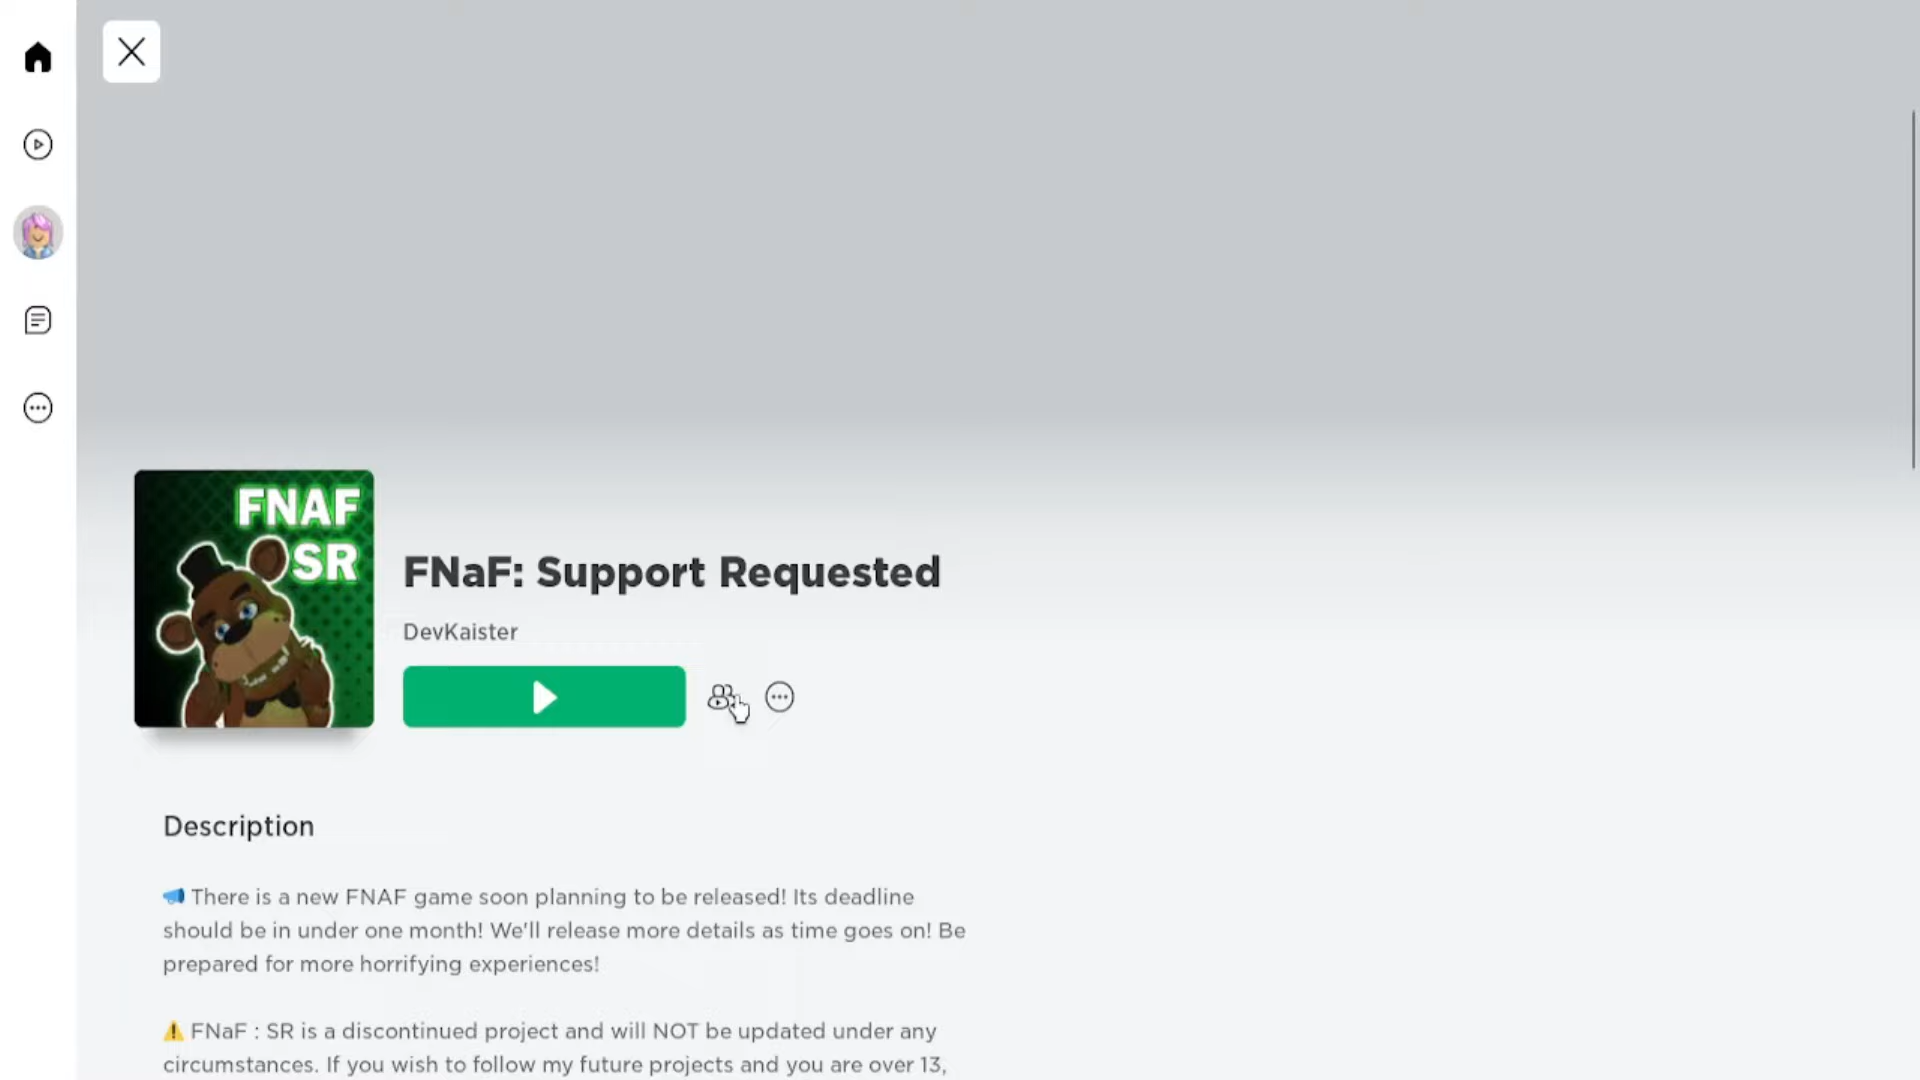 FNAF
SR
FNaF: Support Requested
DevKaister
Description
📢 There is a new FNAF game soon planning to be released! Its deadline
should be in under one month! We'll release more details as time goes on! Be
prepared for more horrifying experiences!
⚠️ FNaF : SR is a discontinued project and will NOT be updated under any
circumstances. If you wish to follow my future projects and you are over 13,